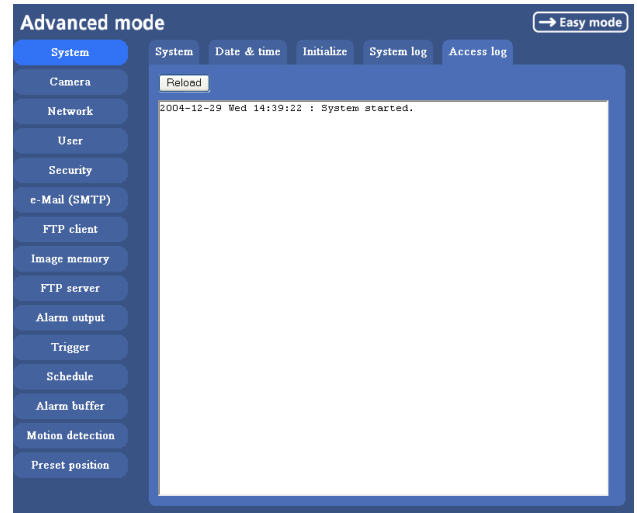 Advanced mode
Easy mode
System
Camera
Network
User
Security
e-Mail (SMTP)
FTP client
Image memory
FTP server
Alarm output
Trigger
Schedule
Alarm buffer
Motion detection
Preset position
System Date & time Initialize System log Access log
Reload
2004-12-29 Wed 14:39:22 : System started.